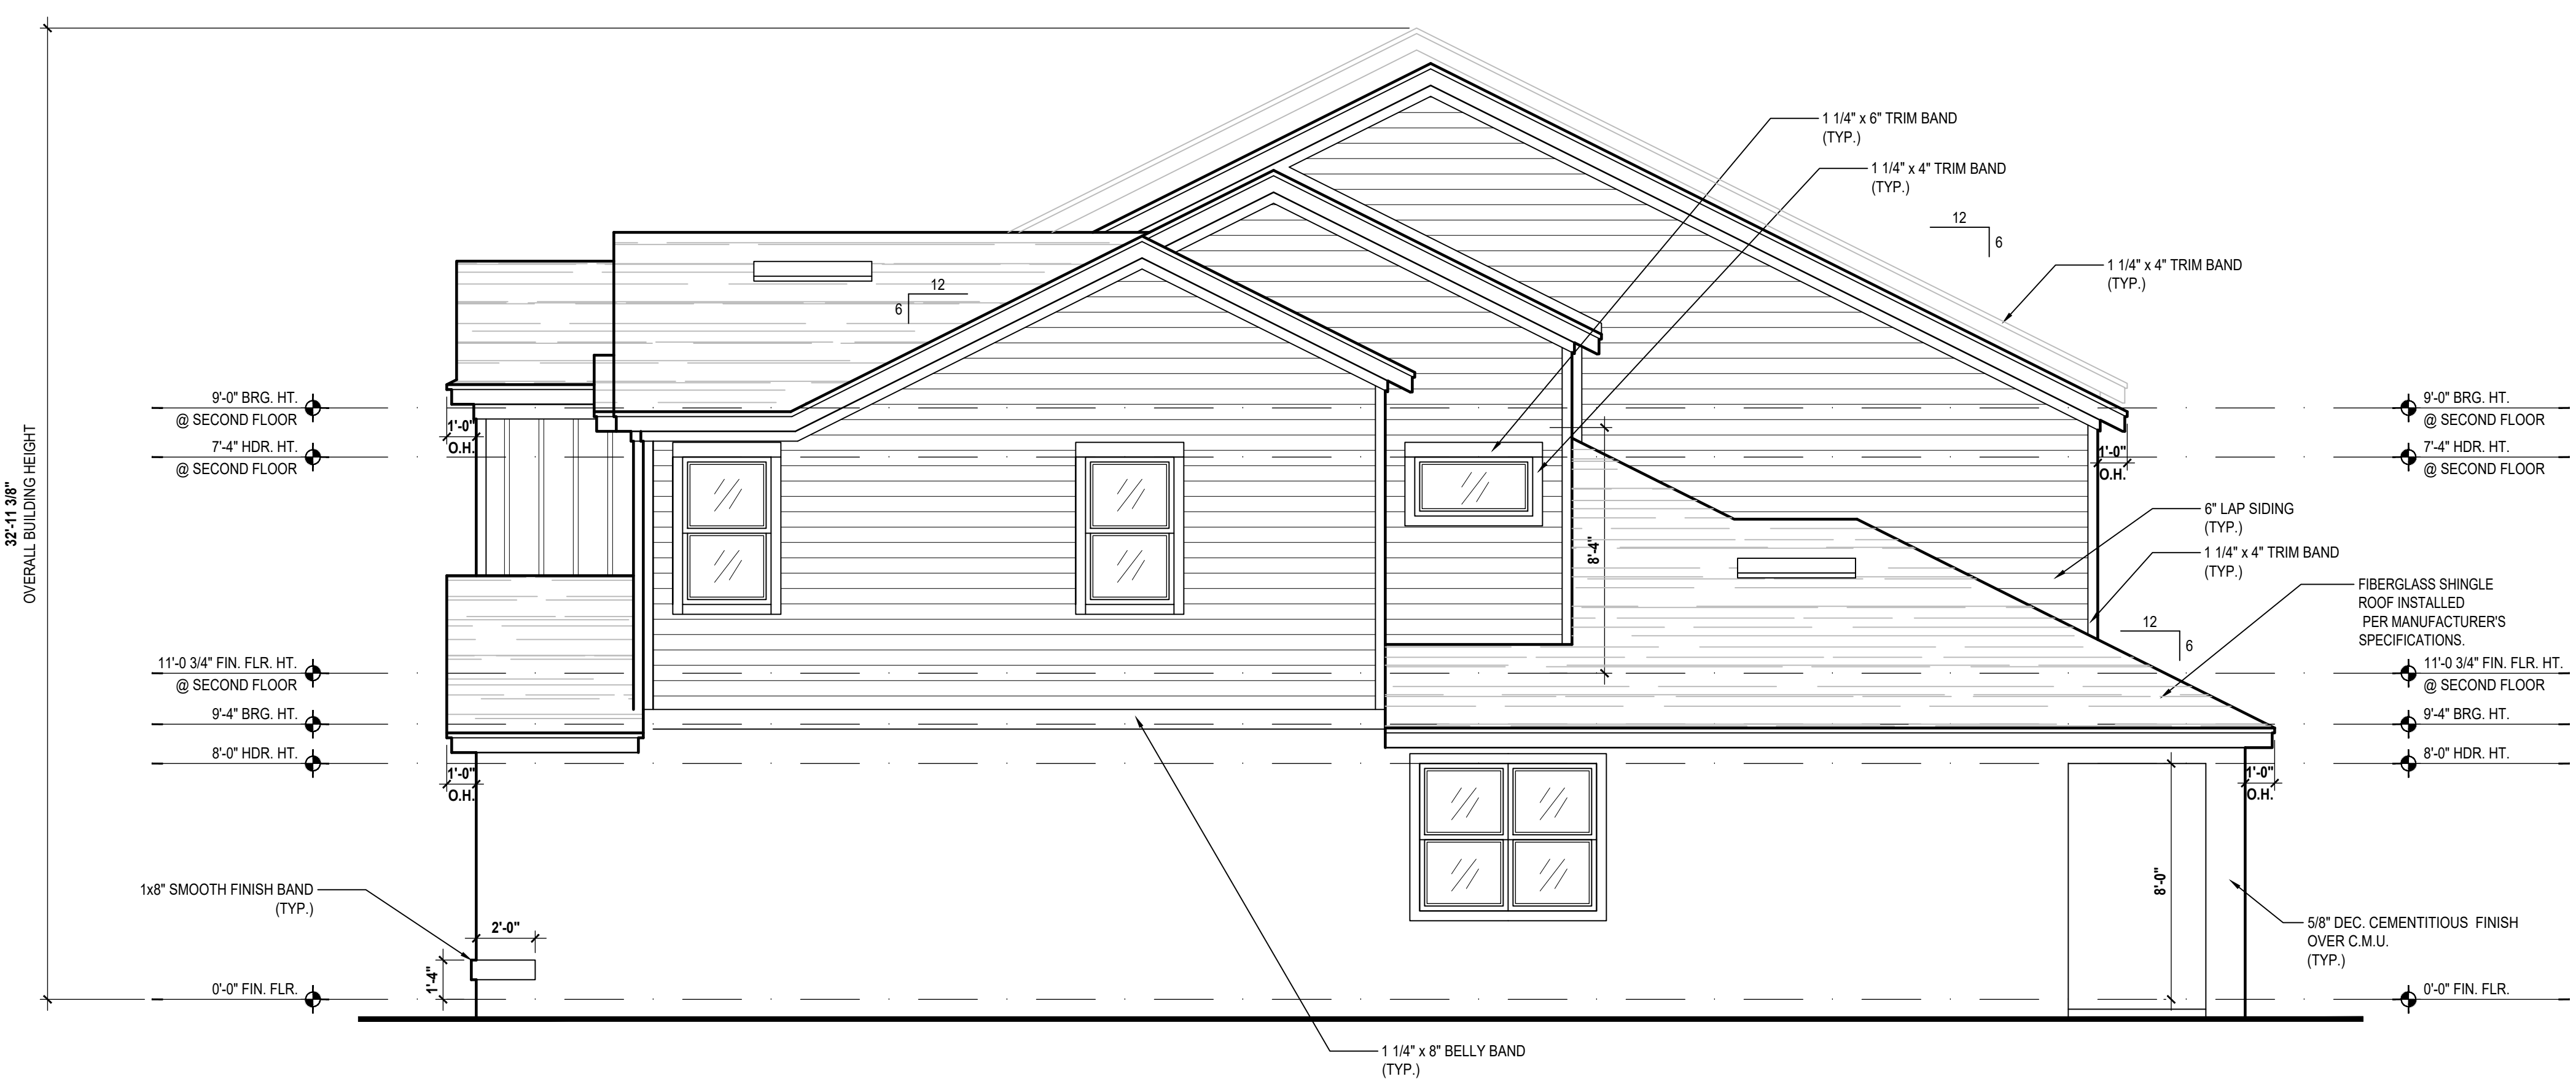 32'-11 3/8"
OVERALL BUILDING HEIGHT
9'-0" BRG. HT.
@ SECOND FLOOR
7'-4" HDR. HT.
@ SECOND FLOOR
11'-0 3/4" FIN. FLR. HT.
@ SECOND FLOOR
9'-4" BRG. HT.
8'-0" HDR. HT.
1x8" SMOOTH FINISH BAND
(TYP.)
0'-0" FIN. FLR.
1'-0"
O.H.
1'-0"
O.H.
2'-0"
1'-4"
12
6
1 1/4" x 6" TRIM BAND
(TYP.)
1 1/4" x 4" TRIM BAND
(TYP.)
12
6
1 1/4" x 4" TRIM BAND
(TYP.)
8'-4"
1'-0"
O.H.
6" LAP SIDING
(TYP.)
1 1/4" x 4" TRIM BAND
(TYP.)
FIBERGLASS SHINGLE
ROOF INSTALLED
PER MANUFACTURER'S
SPECIFICATIONS.
12
6
1'-0"
O.H.
8'-0"
5/8" DEC. CEMENTITIOUS FINISH
OVER C.M.U.
(TYP.)
1 1/4" x 8" BELLY BAND
(TYP.)
9'-0" BRG. HT.
@ SECOND FLOOR
7'-4" HDR. HT.
@ SECOND FLOOR
11'-0 3/4" FIN. FLR. HT.
@ SECOND FLOOR
9'-4" BRG. HT.
8'-0" HDR. HT.
0'-0" FIN. FLR.